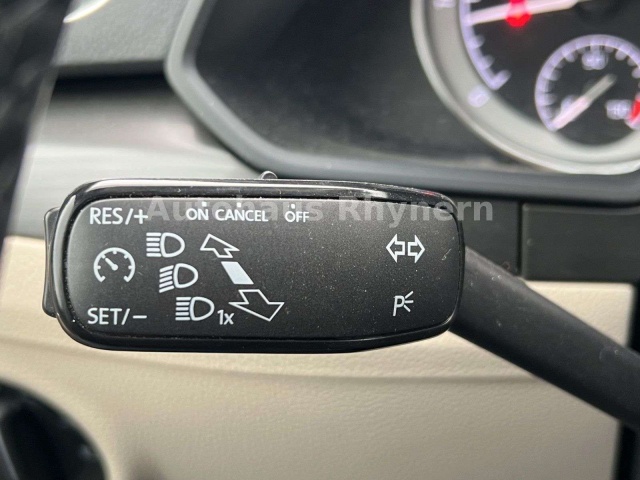 RES/+ ON CANCEL OFF
Autohaus Rhynern
SET/-
1x
P